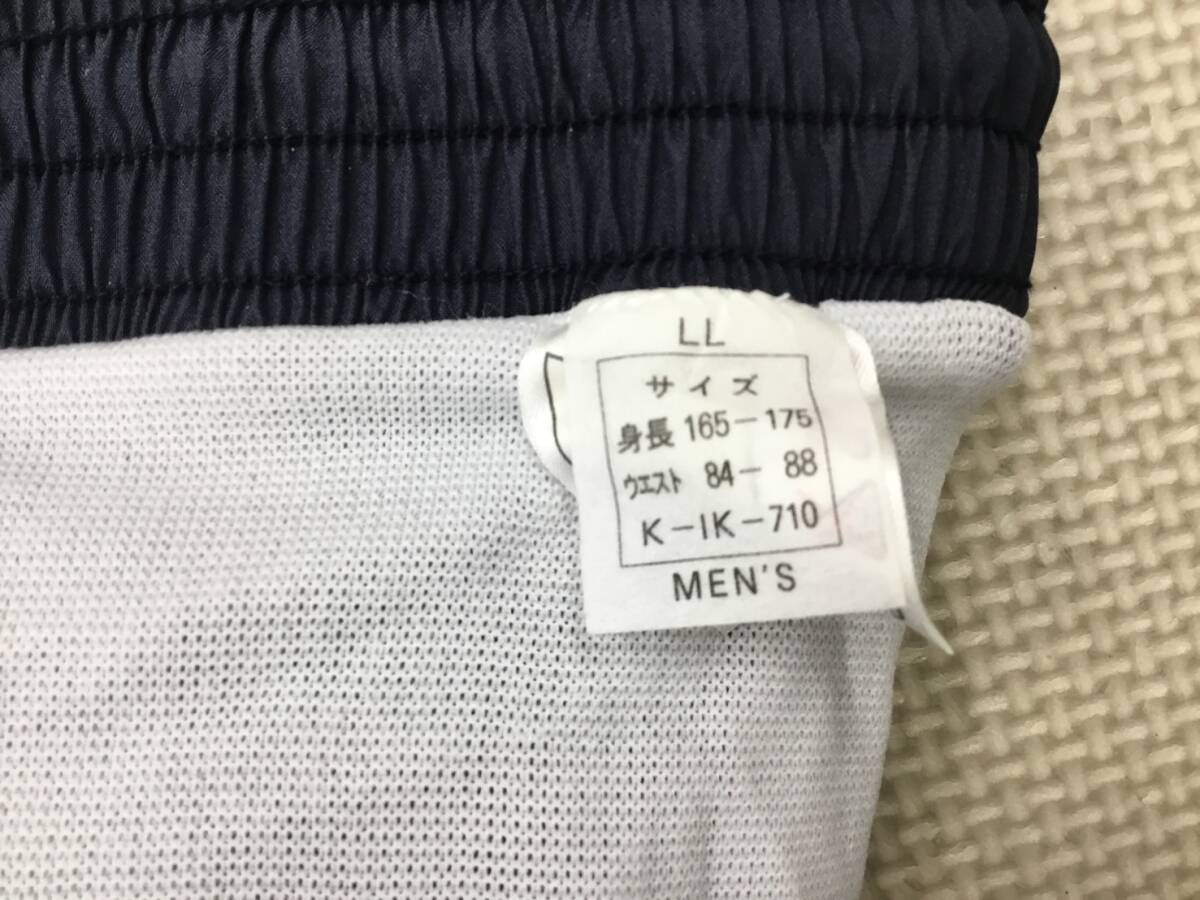 LL
サイズ
身長 165－175
ウエスト 84－ 88
K－IK－710
MEN'S